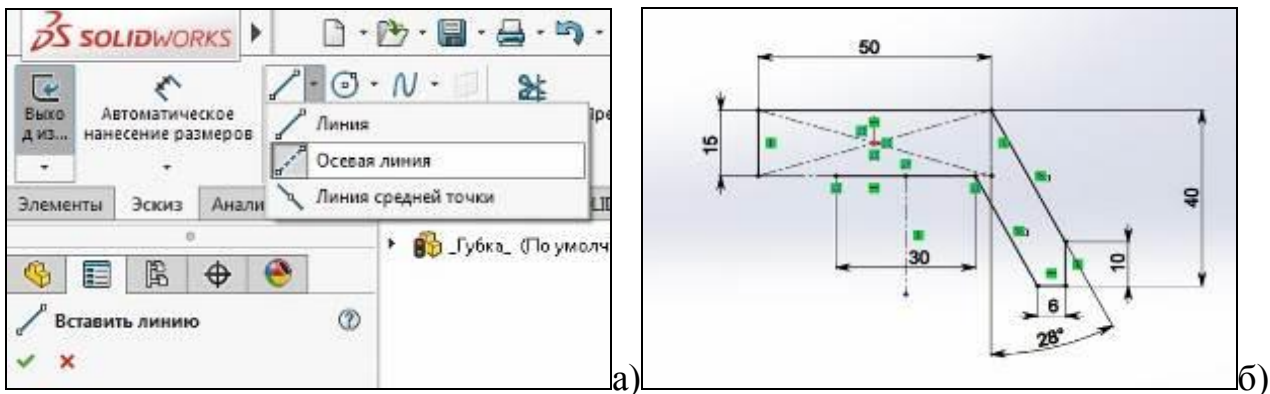 SOLIDWORKS
Выхо
д из...
Автоматическое
нанесение размеров
Линия
Осевая линия
Линия средней точки
Элементы Эскиз Анали
_Губка_ (По умолч
Вставить линию
а)
50
15
40
30
10
6
28°
б)